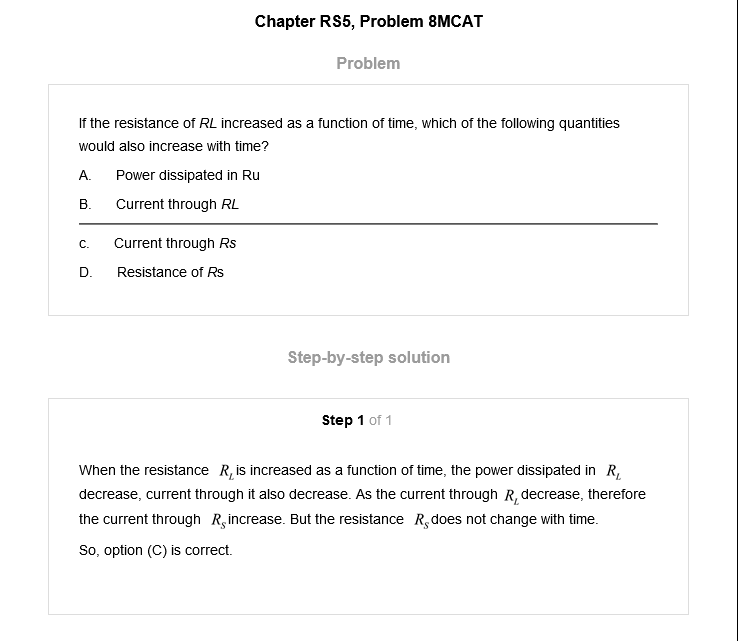 Chapter RS5, Problem 8MCAT
Problem
If the resistance of RL increased as a function of time, which of the following quantities
would also increase with time?
A. Power dissipated in Ru
B. Current through RL
c. Current through Rs
D. Resistance of Rs
Step-by-step solution
Step 1 of 1
When the resistance R_L is increased as a function of time, the power dissipated in R_L
decrease, current through it also decrease. As the current through R_L decrease, therefore
the current through R_S increase. But the resistance R_S does not change with time.
So, option (C) is correct.